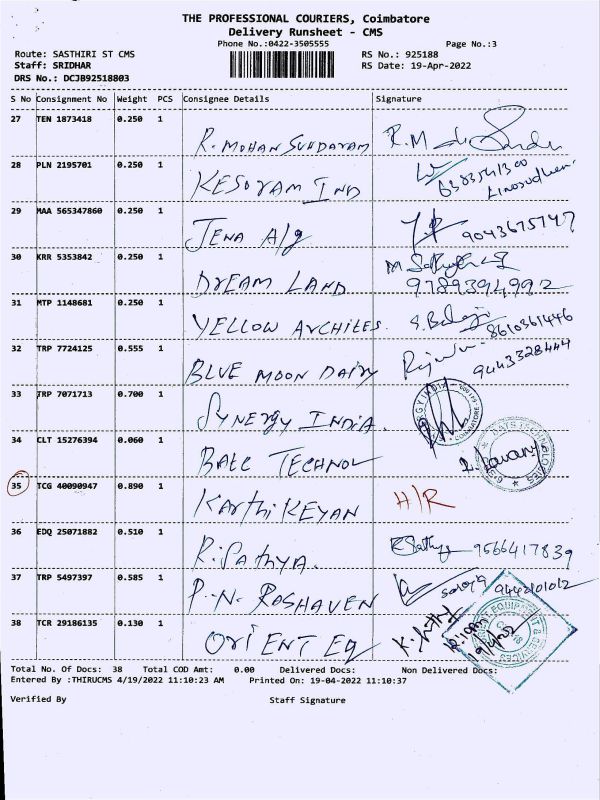 THE PROFESSIONAL COURIERS, Coimbatore
Delivery Runsheet - CMS
Phone No.:0422-3505555 Page No.:3
Route: SASTHIRI ST CMS RS No.: 925188
Staff: SRIDHAR RS Date: 19-Apr-2022
DRS No.: DCJB92518803
S No Consignment No Weight PCS Consignee Details Signature
27 TEN 1873418 0.250 1
R. MOHAN SUNDARAM R.M
28 PLN 2195701 0.250 1
KESORAM IND 6383541300
29 MAA 565347860 0.250 1
JENA A/g 9043675747
30 KRR 5353842 0.250 1
DREAM LAND 9789394992
31 MTP 1148681 0.250 1
YELLOW ARCHITES. S. Balaji 8610361446
32 TRP 7724125 0.555 1
BLUE MOON DAIRY 9443328444
33 TRP 7071713 0.700 1
SYNERGY INDIA. COIMBATORE
34 CLT 15276394 0.060 1
BATC TECHNOL
35 TCG 40090947 0.890 1
KARTHI KEYAN H/R
36 EDQ 25071882 0.510 1
R. SATHYA. 9566417839
37 TRP 5497397 0.585 1
P.N. ROSHAVEN 9442101012
38 TCR 29186135 0.130 1
ORIENT EQ
Total No. Of Docs: 38 Total COD Amt: 0.00 Delivered Docs: Non Delivered Docs:
Entered By :THIRUCMS 4/19/2022 11:10:23 AM Printed On: 19-04-2022 11:10:37
Verified By Staff Signature